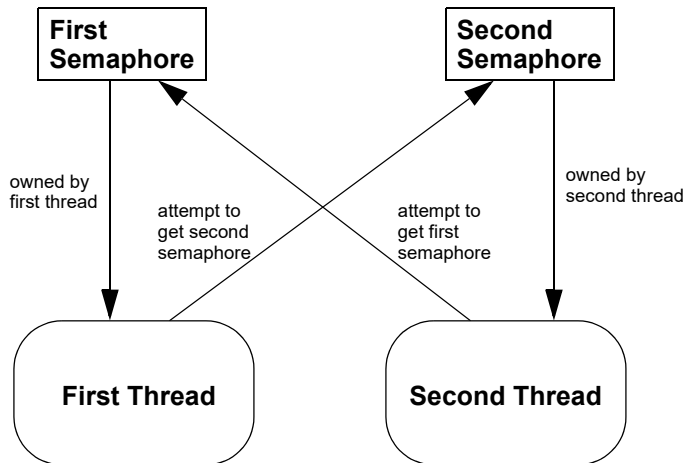 First
Semaphore
Second
Semaphore
owned by
first thread
attempt to
get second
semaphore
attempt to
get first
semaphore
owned by
second thread
First Thread
Second Thread